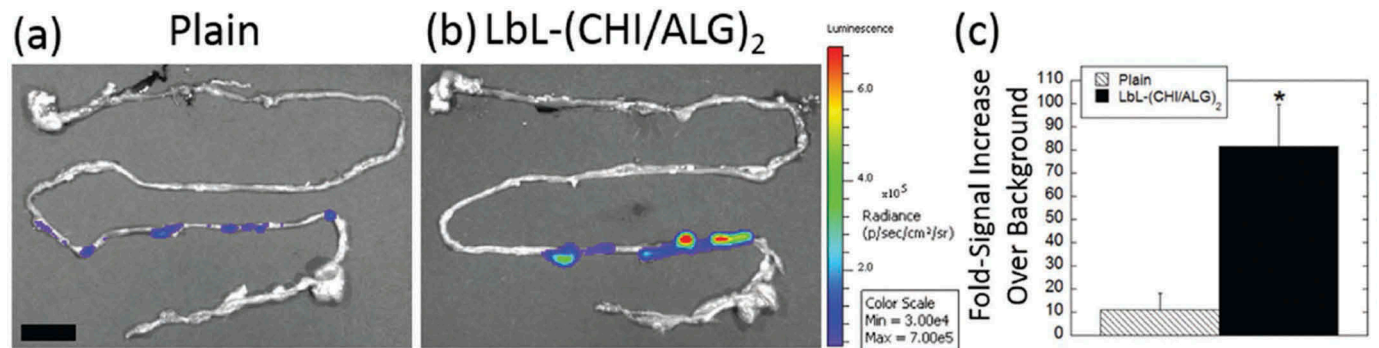 (a) Plain
(b) LbL-(CHI/ALG)₂
Luminescence
6.0
4.0
x10⁵
Radiance
(p/sec/cm²/sr)
2.0
Color Scale
Min = 3.00e4
Max = 7.00e5
(c)
Fold-Signal Increase
Over Background
110
100
90
80
70
60
50
40
30
20
10
0
Plain
LbL-(CHI/ALG)₂
*